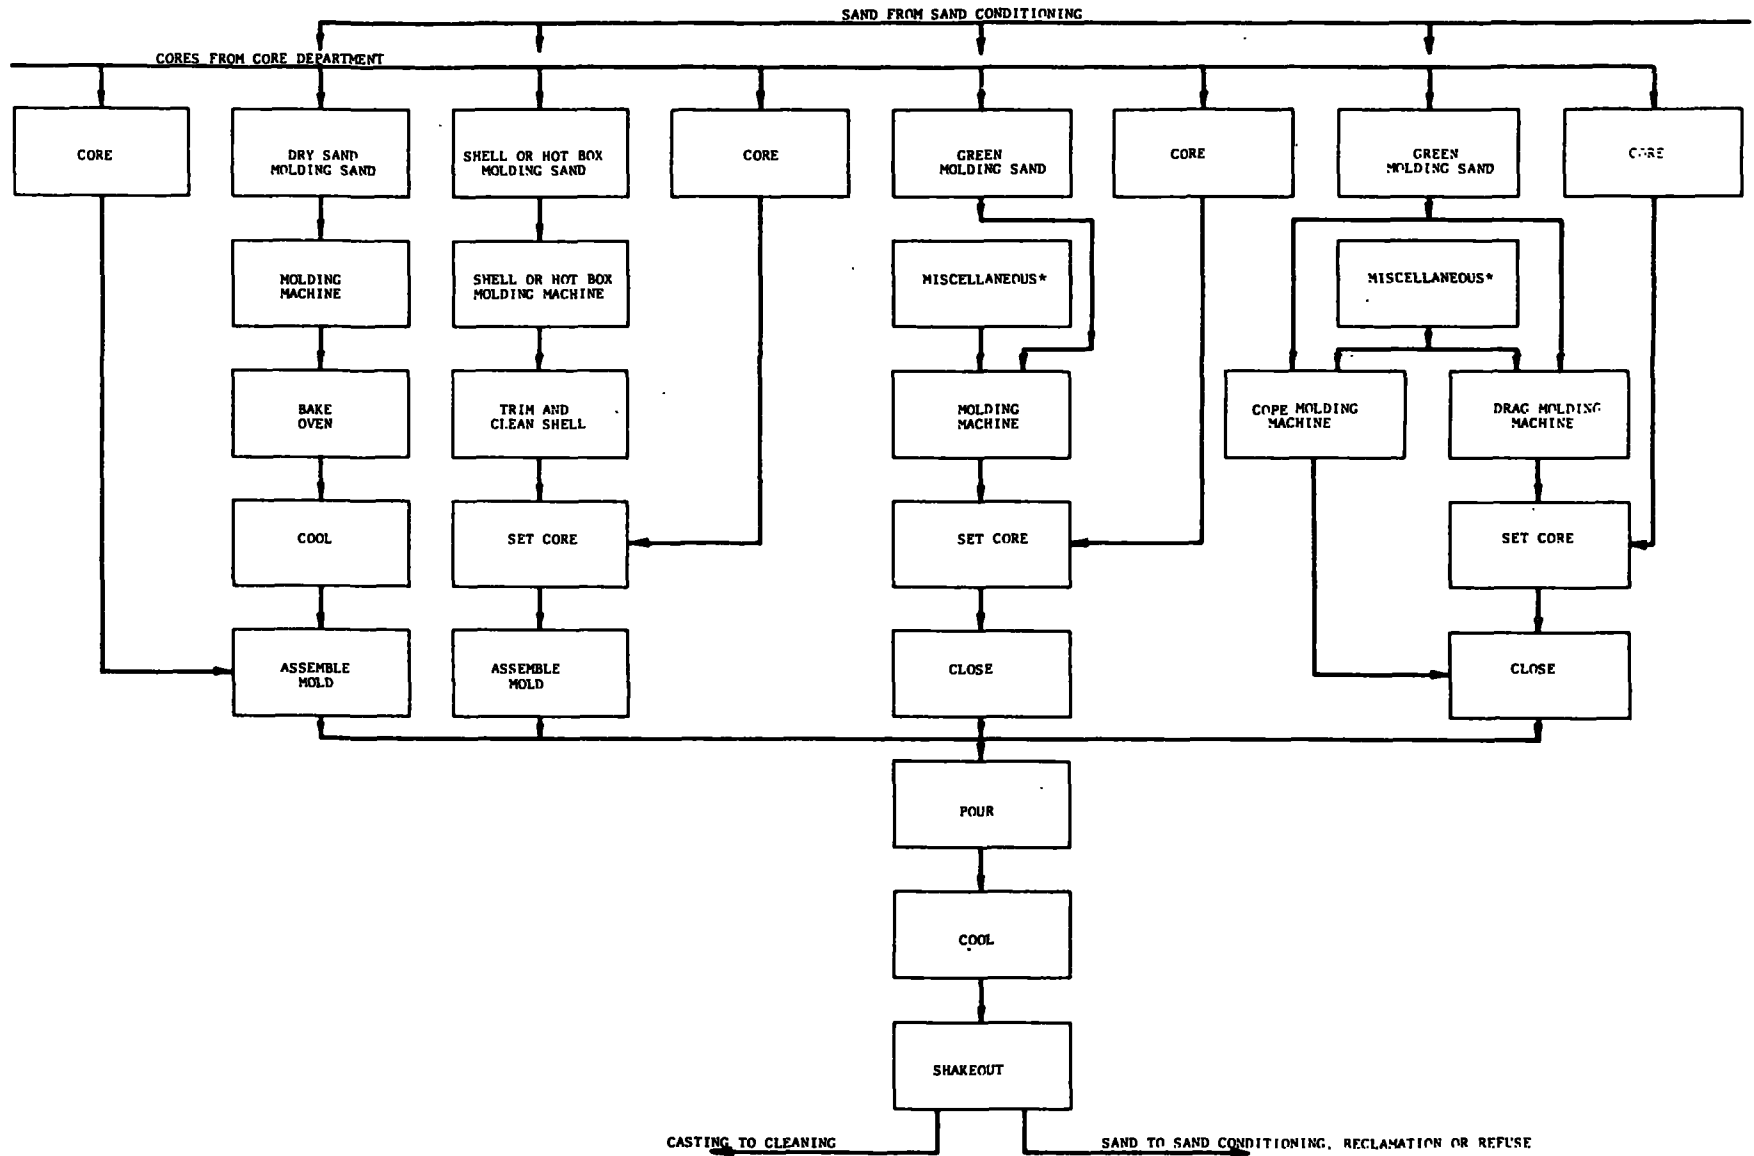 SAND FROM SAND CONDITIONING
CORES FROM CORE DEPARTMENT
CORE
DRY SAND
MOLDING SAND
SHELL OR HOT BOX
MOLDING SAND
CORE
GREEN
MOLDING SAND
CORE
GREEN
MOLDING SAND
CORE
MOLDING
MACHINE
SHELL OR HOT BOX
MOLDING MACHINE
MISCELLANEOUS*
MISCELLANEOUS*
BAKE
OVEN
TRIM AND
CLEAN SHELL
MOLDING
MACHINE
COPE MOLDING
MACHINE
DRAG MOLDING
MACHINE
COOL
SET CORE
SET CORE
SET CORE
ASSEMBLE
MOLD
ASSEMBLE
MOLD
CLOSE
CLOSE
POUR
COOL
SHAKEOUT
CASTING TO CLEANING
SAND TO SAND CONDITIONING, RECLAMATION OR REFUSE